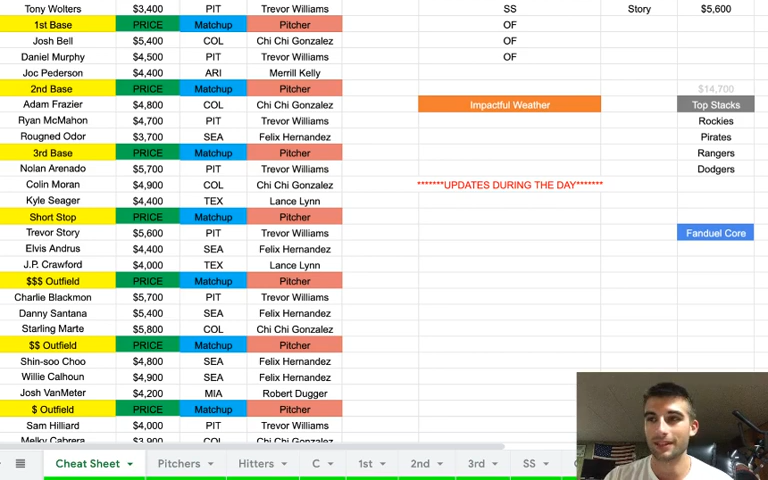 Tony Wolters $3,400 PIT Trevor Williams SS Story $5,600
1st Base PRICE Matchup Pitcher OF
Josh Bell $5,400 COL Chi Chi Gonzalez OF
Daniel Murphy $4,500 PIT Trevor Williams OF
Joc Pederson $4,400 ARI Merrill Kelly
2nd Base PRICE Matchup Pitcher $14,700
Adam Frazier $4,800 COL Chi Chi Gonzalez Impactful Weather Top Stacks
Ryan McMahon $4,700 PIT Trevor Williams Rockies
Rougned Odor $3,700 SEA Felix Hernandez Pirates
3rd Base PRICE Matchup Pitcher Rangers
Nolan Arenado $5,700 PIT Trevor Williams Dodgers
Colin Moran $4,900 COL Chi Chi Gonzalez *******UPDATES DURING THE DAY*******
Kyle Seager $4,400 TEX Lance Lynn
Short Stop PRICE Matchup Pitcher
Trevor Story $5,600 PIT Trevor Williams Fanduel Core
Elvis Andrus $4,400 SEA Felix Hernandez
J.P. Crawford $4,000 TEX Lance Lynn
$$$ Outfield PRICE Matchup Pitcher
Charlie Blackmon $5,700 PIT Trevor Williams
Danny Santana $5,400 SEA Felix Hernandez
Starling Marte $5,800 COL Chi Chi Gonzalez
$$ Outfield PRICE Matchup Pitcher
Shin-soo Choo $4,800 SEA Felix Hernandez
Willie Calhoun $4,900 SEA Felix Hernandez
Josh VanMeter $4,200 MIA Robert Dugger
$ Outfield PRICE Matchup Pitcher
Sam Hilliard $4,000 PIT Trevor Williams
Melky Cabrera $3,900 COL Chi Chi Gonzalez
Cheat Sheet Pitchers Hitters C 1st 2nd 3rd SS